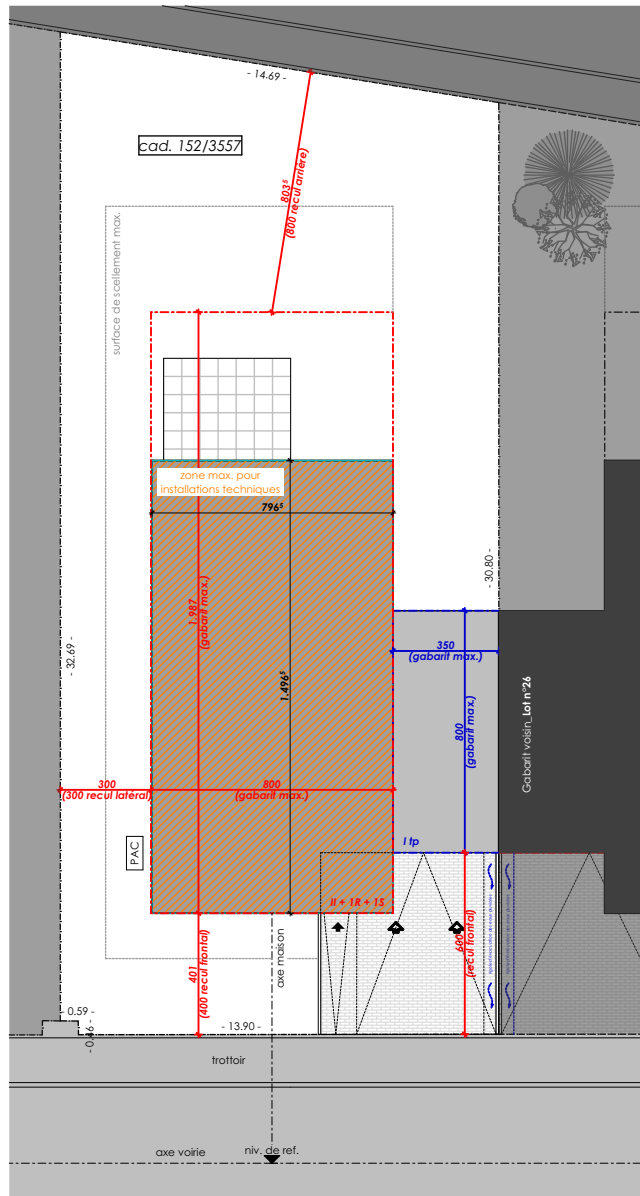 - 14.69 -
cad. 152/3557
803⁵
(800 recul arrière)
surface de scellement max.
zone max. pour
installations techniques
796⁵
1.987
(gabarit max.)
1.496⁵
- 30.80 -
350
(gabarit max.)
800
(gabarit max.)
Gabarit voisin_Lot n°26
- 32.69 -
300
(300 recul latéral)
800
(gabarit max.)
PAC
I tp
II + 1R + 1S
401
(400 recul frontal)
axe maison
600
(recul frontal)
- 0.59 -
- 0.46 -
- 13.90 -
trottoir
axe voirie
niv. de ref.